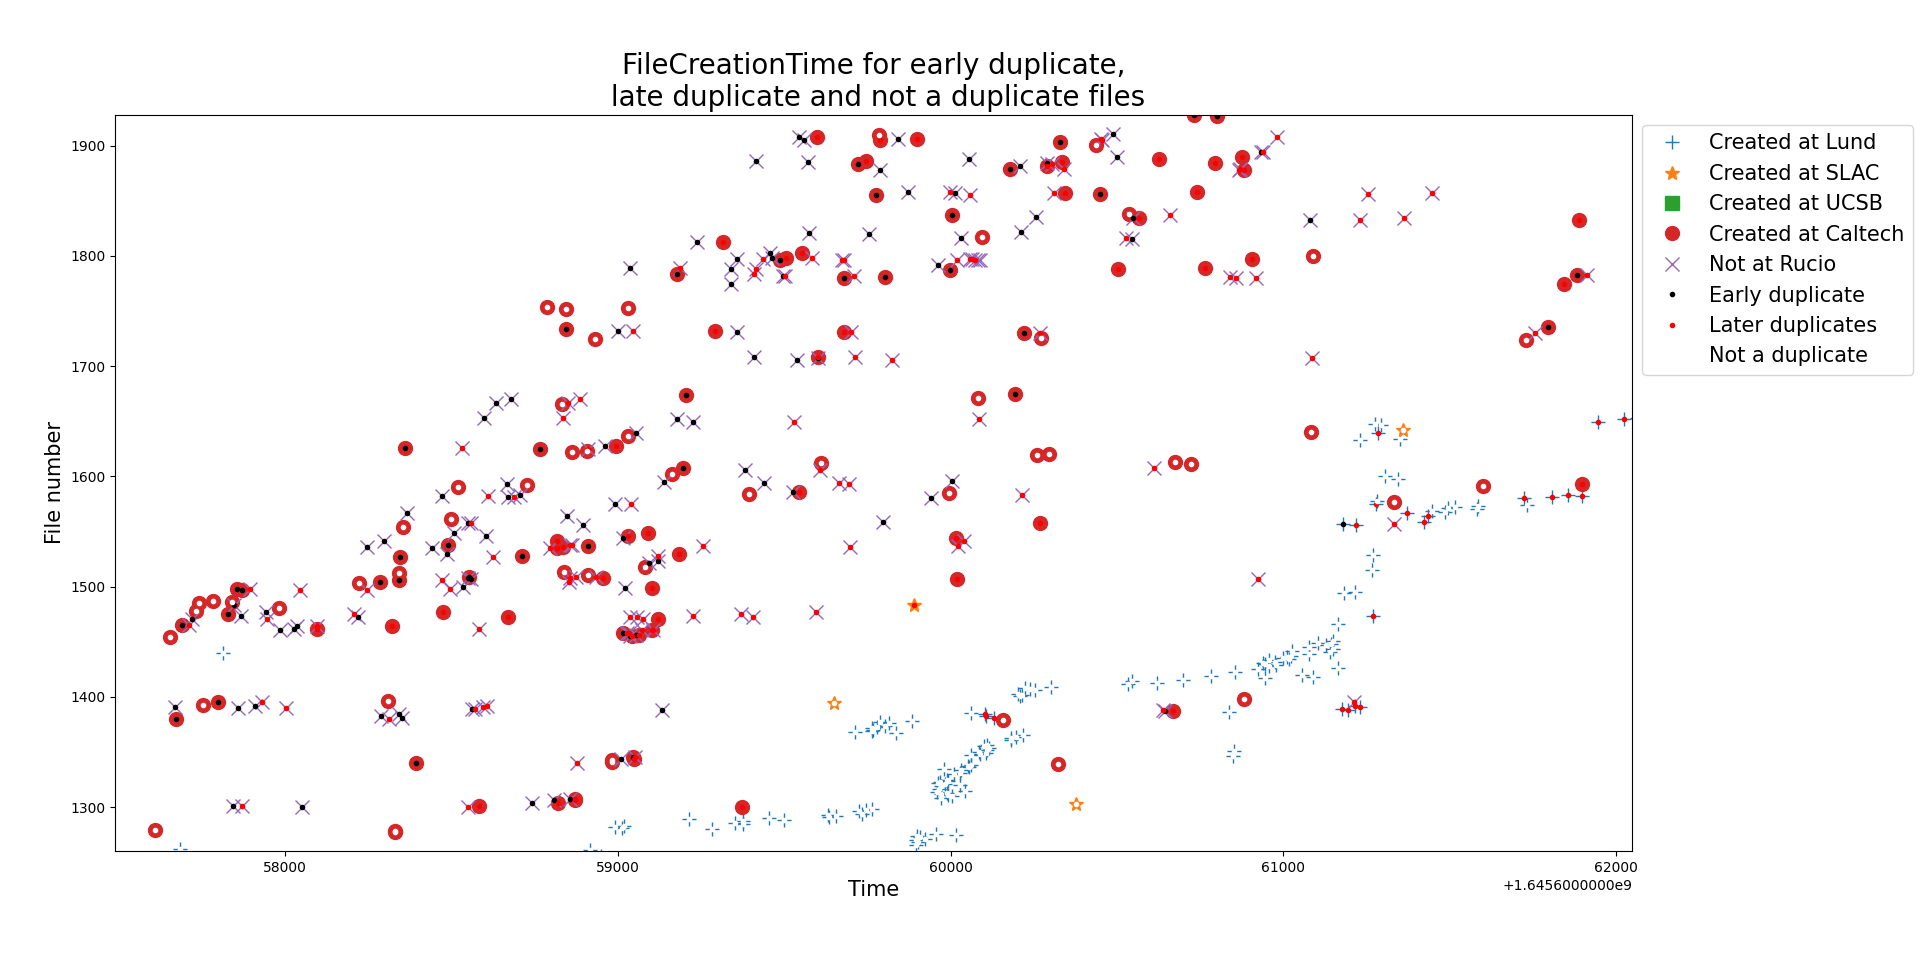 FileCreationTime for early duplicate,
late duplicate and not a duplicate files
File number
1900
1800
1700
1600
1500
1400
1300
58000
59000
60000
61000
62000
Time
+1.6456000000e9
Created at Lund
Created at SLAC
Created at UCSB
Created at Caltech
Not at Rucio
Early duplicate
Later duplicates
Not a duplicate